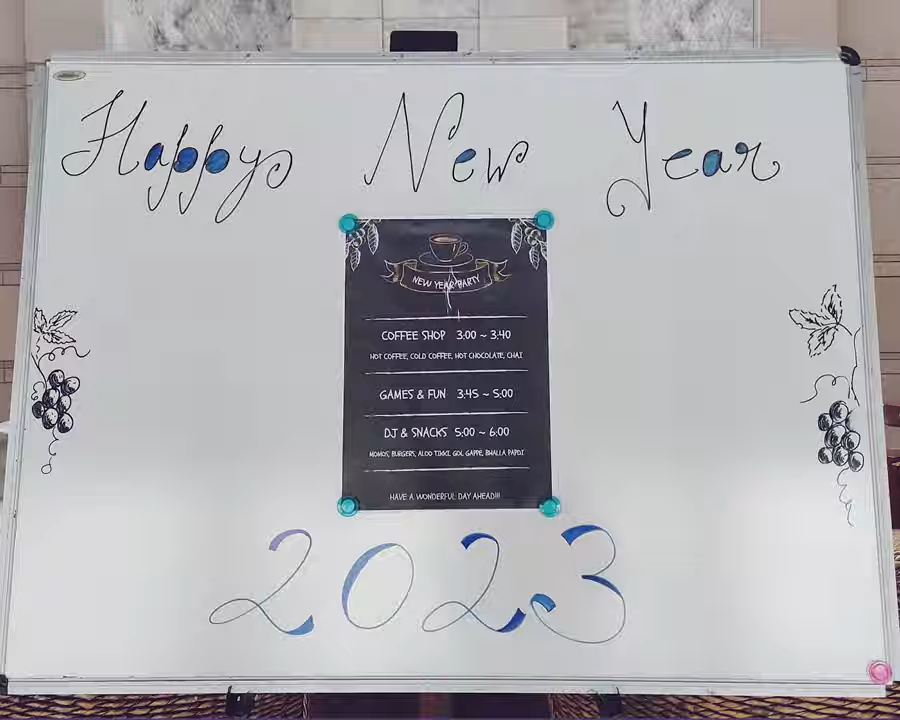 Happy New Year
NEW YEAR PARTY
COFFEE SHOP 3:00 ~ 3:40
HOT COFFEE, COLD COFFEE, HOT CHOCOLATE, CHAI
GAMES & FUN 3:45 ~ 5:00
DJ & SNACKS 5:00 ~ 6:00
MOMOS, BURGERS, ALOO TIKKI, GOL GAPPE, BHALLA PAPDI
HAVE A WONDERFUL DAY AHEAD!!!
2023